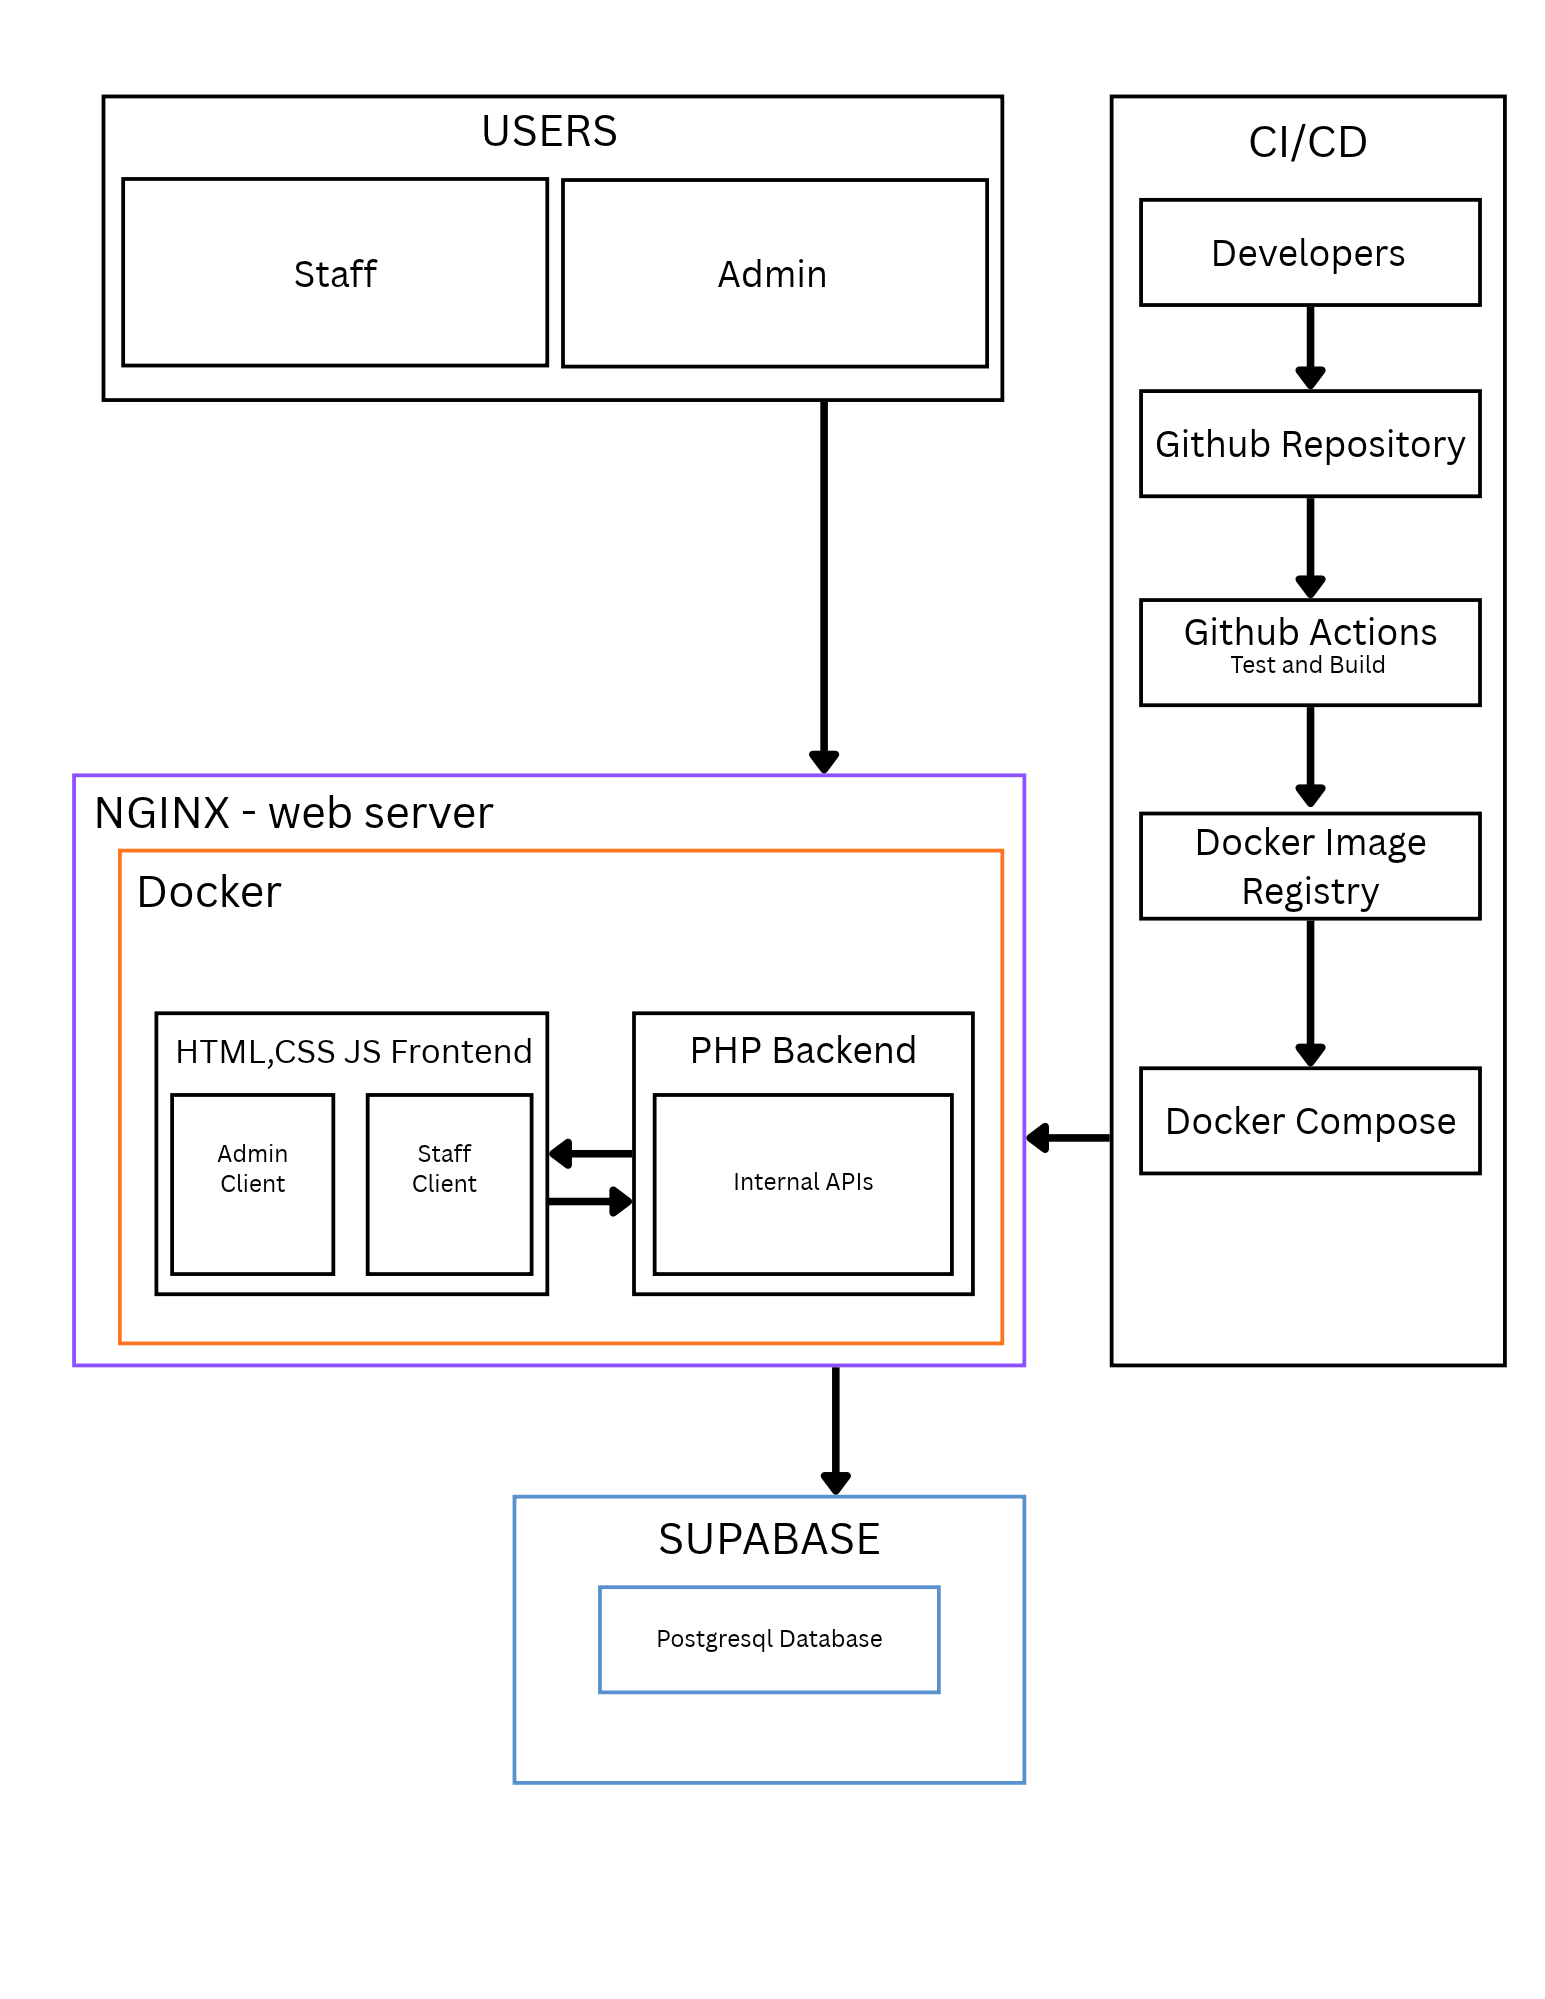 USERS
Staff
Admin
CI/CD
Developers
Github Repository
Github Actions
Test and Build
Docker Image
Registry
Docker Compose
NGINX - web server
Docker
HTML,CSS JS Frontend
Admin
Client
Staff
Client
PHP Backend
Internal APIs
SUPABASE
Postgresql Database